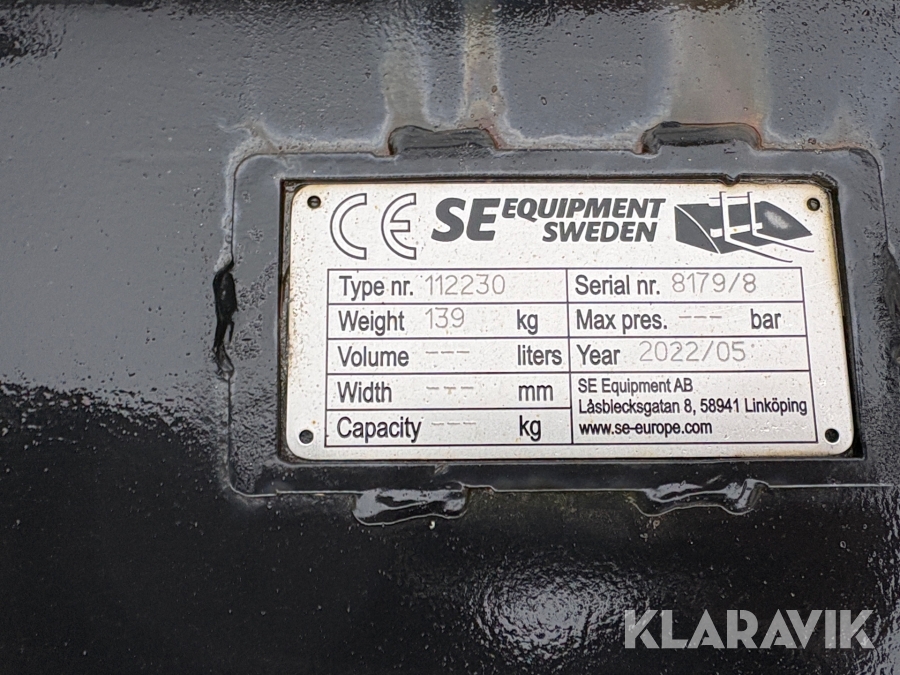 CE SE EQUIPMENT SWEDEN
Type nr. 112230
Serial nr. 8179/8
Weight 139 kg
Max pres. --- bar
Volume --- liters
Year 2022/05
Width --- mm
SE Equipment AB
Låsblecksgatan 8, 58941 Linköping
Capacity --- kg
www.se-europe.com
KLARAVIK